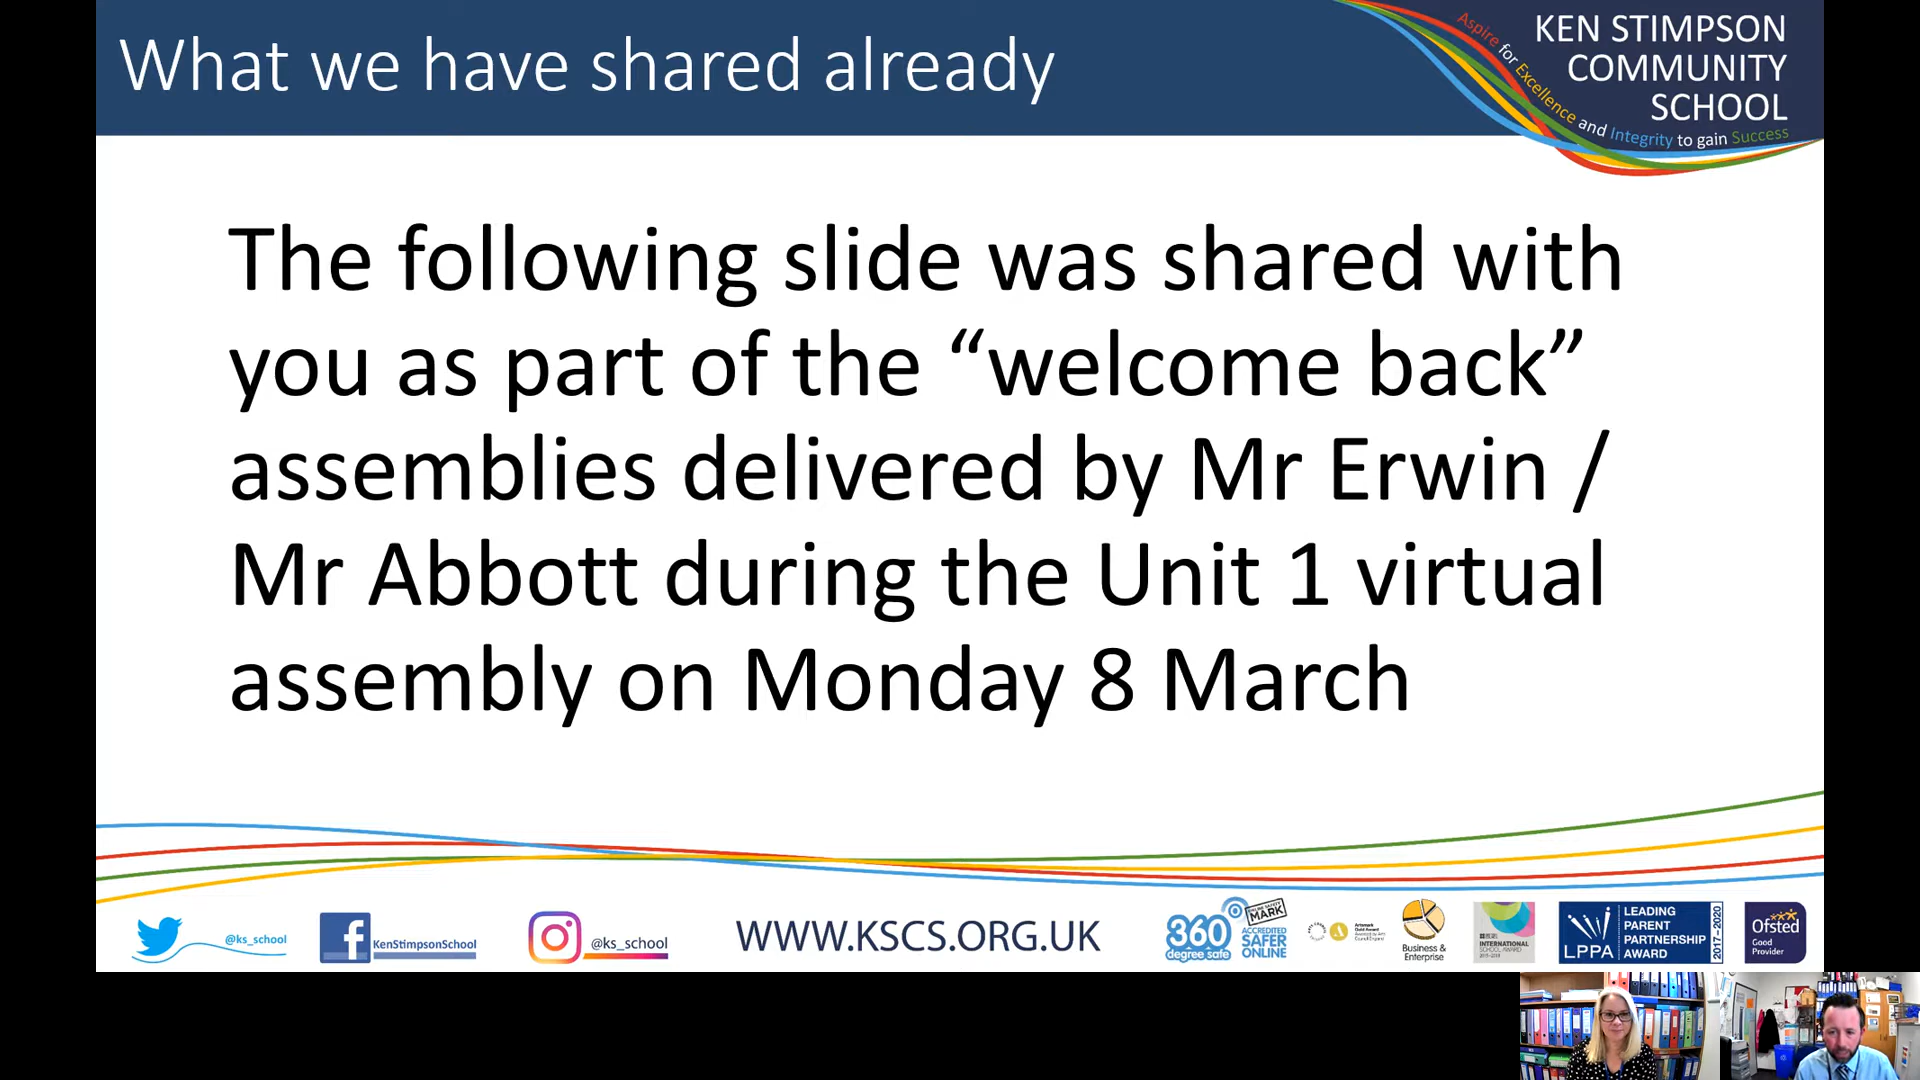 What we have shared already
KEN STIMPSON
COMMUNITY
SCHOOL
Aspire for Excellence and Integrity to gain Success
The following slide was shared with
you as part of the “welcome back”
assemblies delivered by Mr Erwin /
Mr Abbott during the Unit 1 virtual
assembly on Monday 8 March
@ks_school
KenStimpsonSchool
@ks_school
WWW.KSCS.ORG.UK
360
degree safe
ONLINE SAFETY
MARK
ACCREDITED
SAFER
ONLINE
Business &
Enterprise
INTERNATIONAL
SCHOOL AWARD
LPPA
LEADING
PARENT
PARTNERSHIP
AWARD
2017-2020
Ofsted
Good
Provider